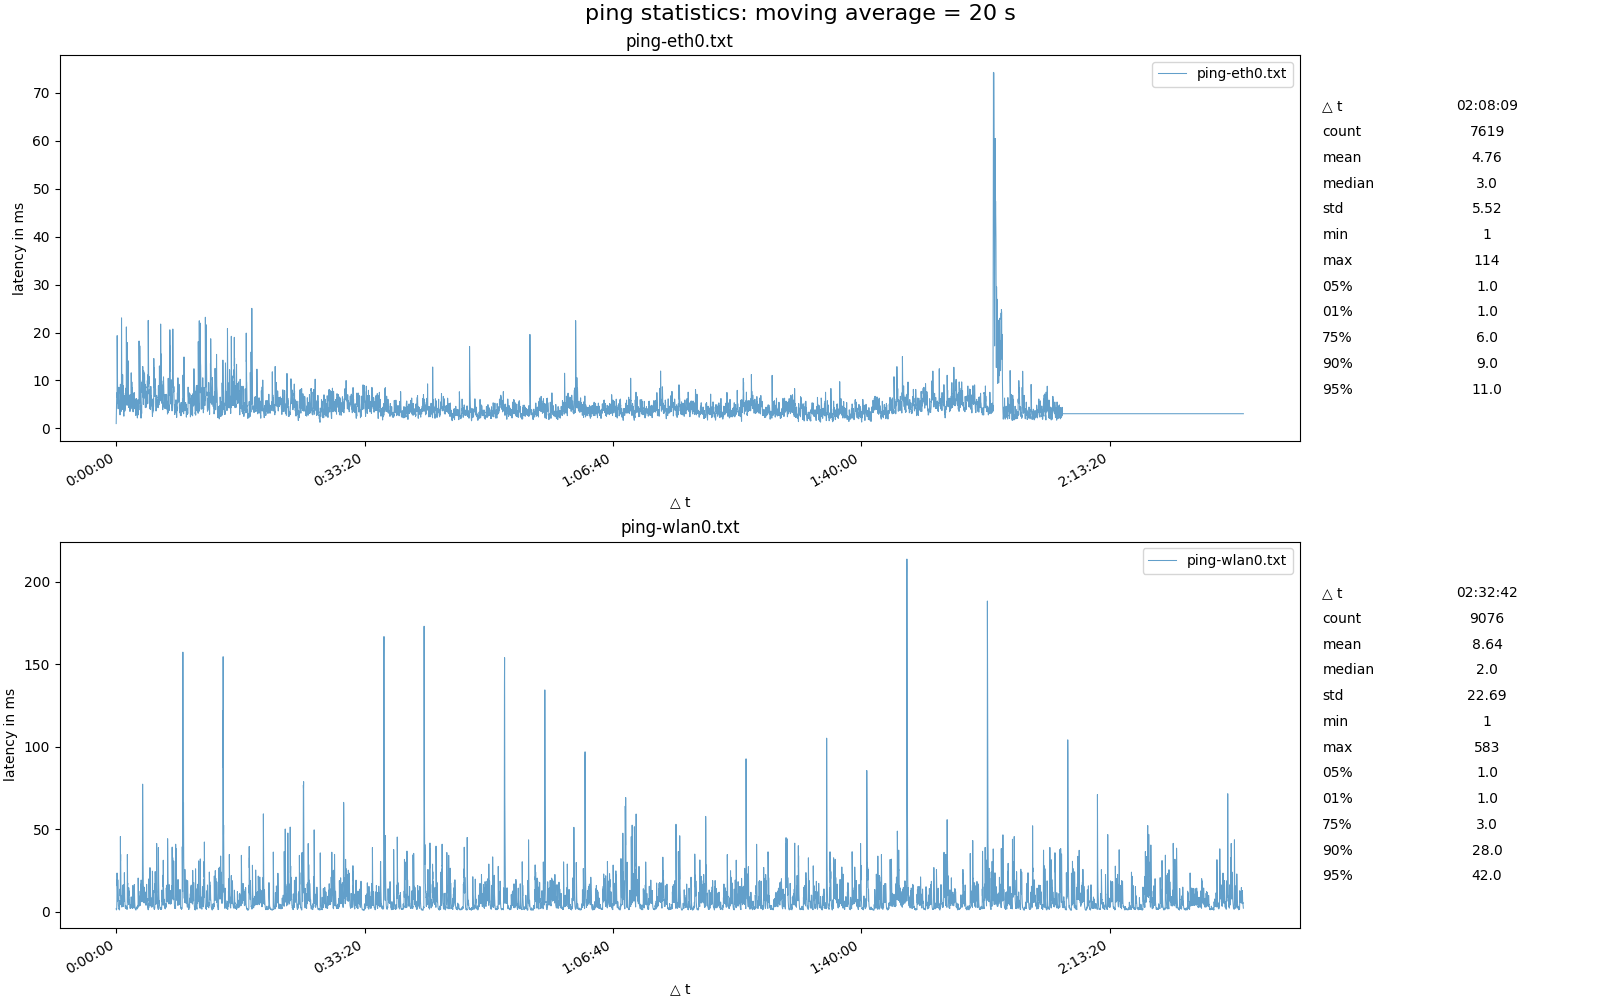 ping statistics: moving average = 20 s
ping-eth0.txt
ping-eth0.txt
70
60
50
40
30
20
10
0
latency in ms
0:00:00
0:33:20
1:06:40
1:40:00
2:13:20
△ t
△ t 02:08:09
count 7619
mean 4.76
median 3.0
std 5.52
min 1
max 114
05% 1.0
01% 1.0
75% 6.0
90% 9.0
95% 11.0
ping-wlan0.txt
ping-wlan0.txt
200
150
100
50
0
latency in ms
0:00:00
0:33:20
1:06:40
1:40:00
2:13:20
△ t
△ t 02:32:42
count 9076
mean 8.64
median 2.0
std 22.69
min 1
max 583
05% 1.0
01% 1.0
75% 3.0
90% 28.0
95% 42.0